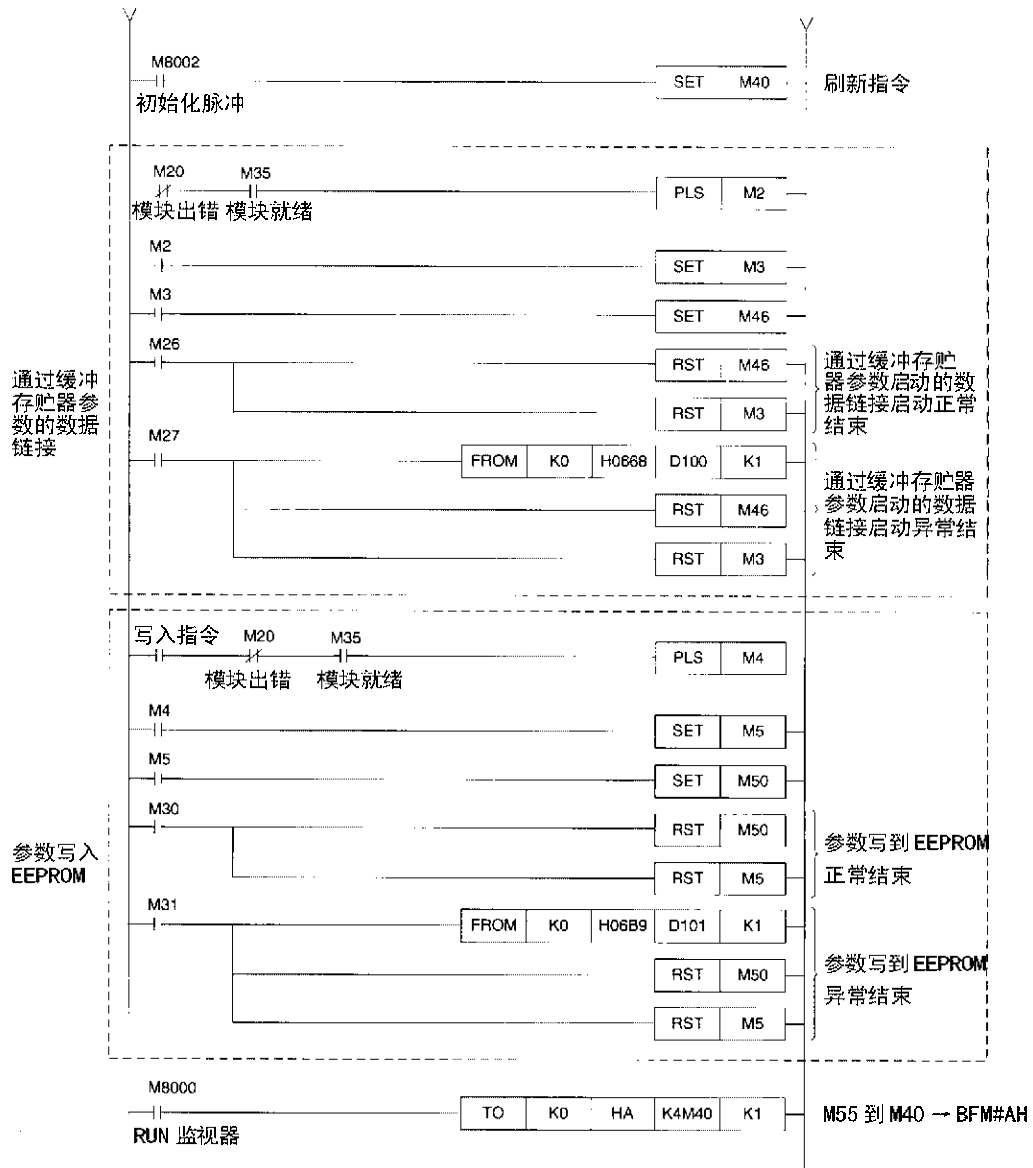 M8002
SET M40 刷新指令
初始化脉冲
M20 M35
PLS M2
模块出错 模块就绪
M2
SET M3
M3
SET M46
M26
RST M46
RST M3
通过缓冲存贮
器参数启动的数
据链接启动正常
结束
通过缓冲
存贮器参
数的数据
链接
M27
FROM K0 H0668 D100 K1
RST M46
RST M3
通过缓冲存贮器
参数启动的数据
链接启动异常结
束
写入指令 M20 M35
PLS M4
模块出错 模块就绪
M4
SET M5
M5
SET M50
M30
RST M50
RST M5
参数写到 EEPROM
正常结束
参数写入
EEPROM
M31
FROM K0 H06B9 D101 K1
RST M50
RST M5
参数写到 EEPROM
异常结束
M8000
TO K0 HA K4M40 K1 M55 到 M40 → BFM#AH
RUN 监视器